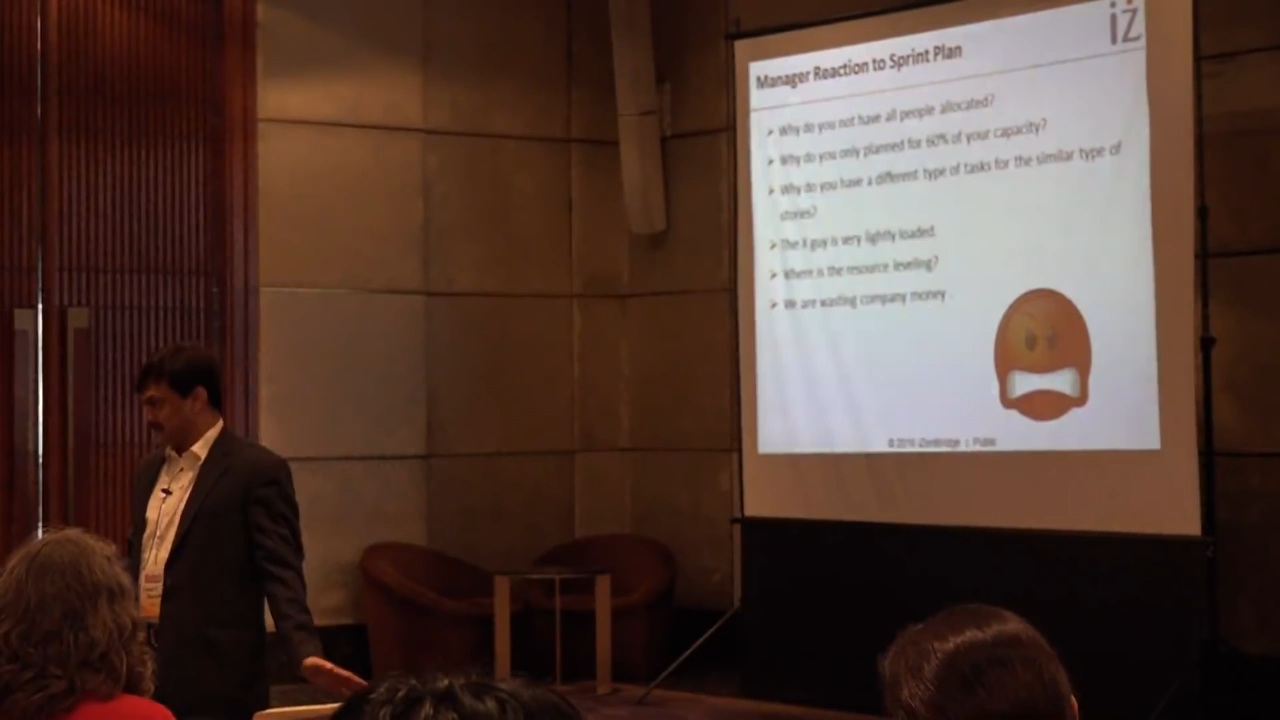 iz
Manager Reaction to Sprint Plan
➢ Why do you not have all people allocated?
➢ Why do you only planned for 60% of your capacity?
➢ Why do you have a different type of tasks for the similar type of
stories?
➢ The X guy is very lightly loaded
➢ Where is the resource leveling?
➢ We are wasting company money
© 2016 iZenBridge | Public